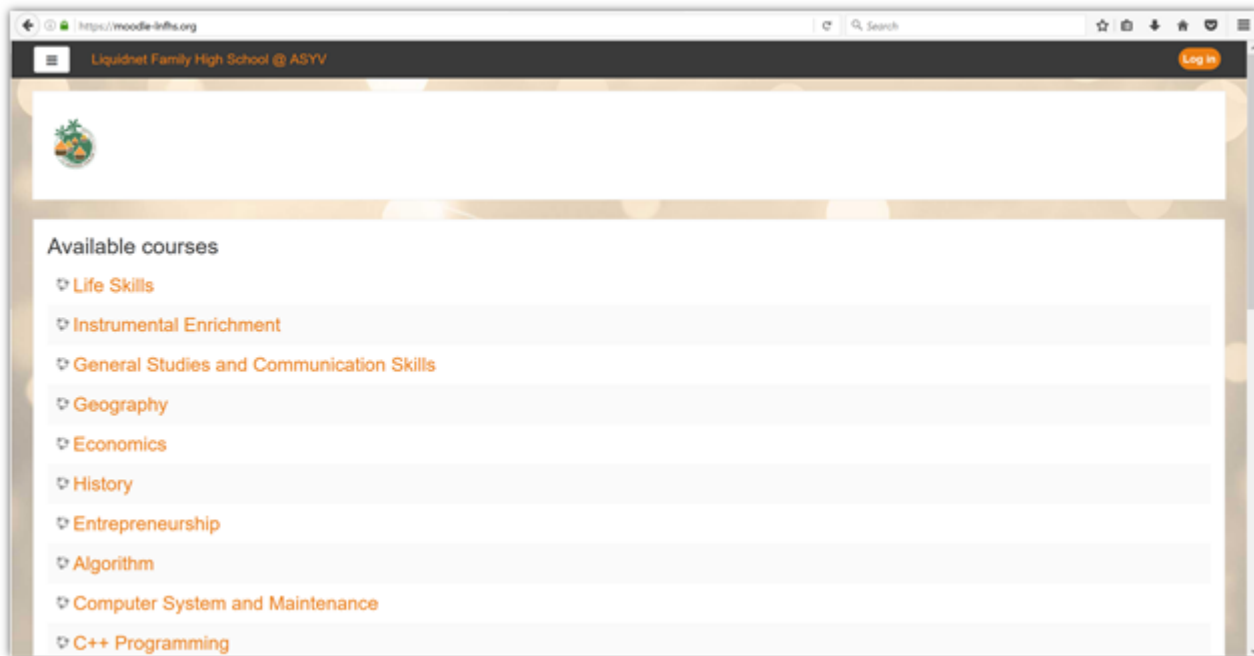 https://moodle-lnfhs.org
Search
Liquidnet Family High School @ ASYV
Log in
Available courses
Life Skills
Instrumental Enrichment
General Studies and Communication Skills
Geography
Economics
History
Entrepreneurship
Algorithm
Computer System and Maintenance
C++ Programming